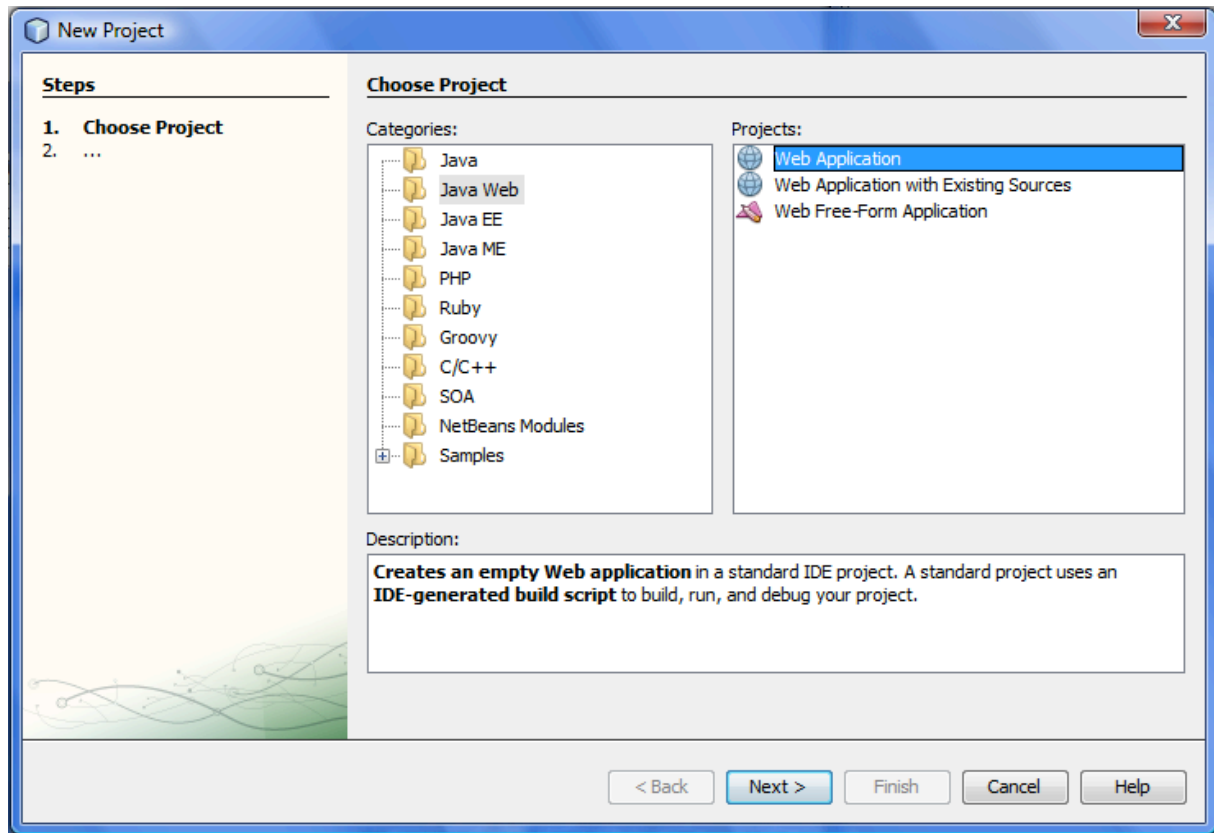 New Project
Steps
1. Choose Project
2. ...
Choose Project
Categories:
Java
Java Web
Java EE
Java ME
PHP
Ruby
Groovy
C/C++
SOA
NetBeans Modules
Samples
Projects:
Web Application
Web Application with Existing Sources
Web Free-Form Application
Description:
Creates an empty Web application in a standard IDE project. A standard project uses an
IDE-generated build script to build, run, and debug your project.
< Back Next > Finish Cancel Help